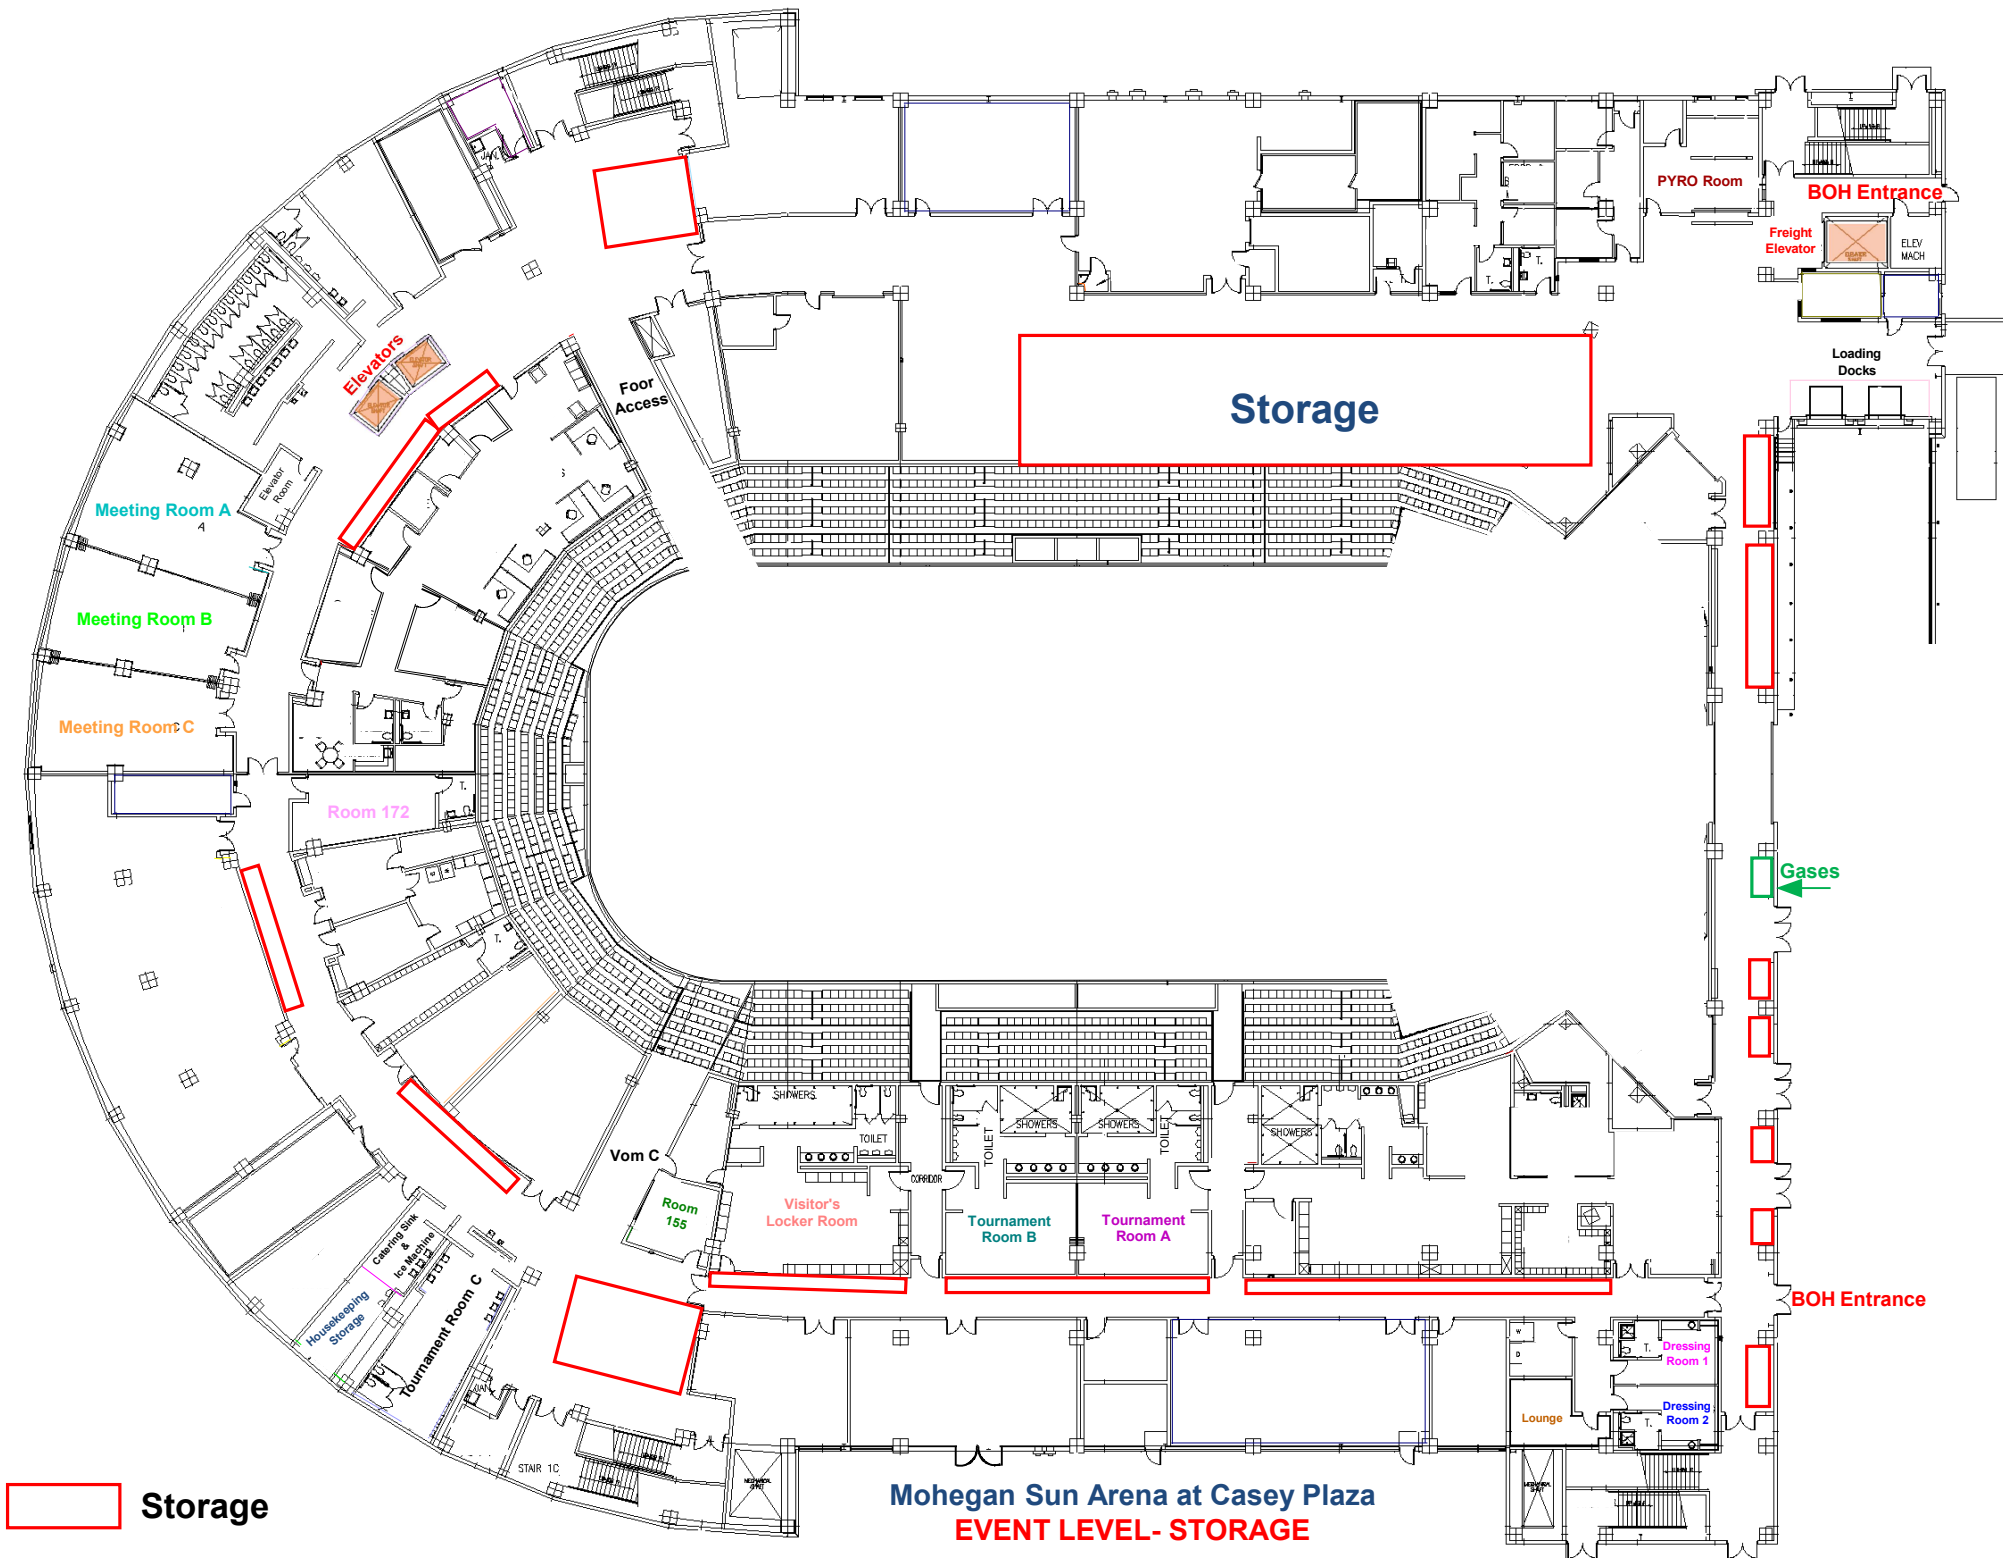 JAN.
PYRO Room
BOH Entrance
Freight
Elevator
ELEV
MACH
T.
T.
Elevators
Foor
Access
Loading
Docks
Storage
Elevator
Room
Meeting Room A
A
Meeting Room B
Meeting Room C
Room 172
T.
Gases
T.
SHOWERS
TOILET
SHOWERS
TOILET
SHOWERS
TOILET
SHOWERS
Vom C
CORRIDOR
Room
155
Visitor's
Locker Room
Tournament
Room B
Tournament
Room A
Catering Sink
&
Ice Machine
Housekeeping
Storage
Tournament Room C
BOH Entrance
W
D
T.
Dressing
Room 1
Lounge
T.
Dressing
Room 2
JAN.
STAIR 1C
Storage
Mohegan Sun Arena at Casey Plaza
EVENT LEVEL- STORAGE